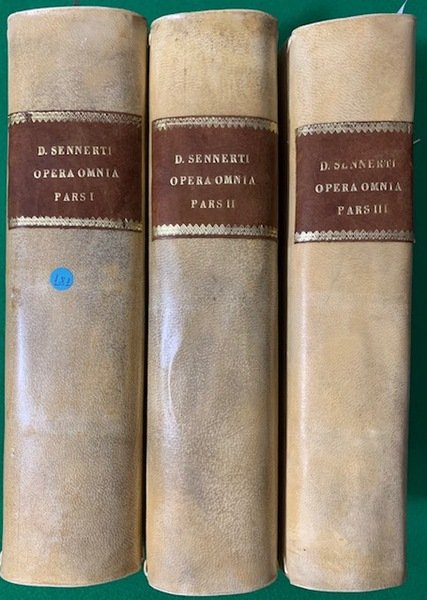 D. SENNERTI
OPERA OMNIA
PARS I
D. SENNERTI
OPERA OMNIA
PARS II
D. SENNERTI
OPERA OMNIA
PARS III